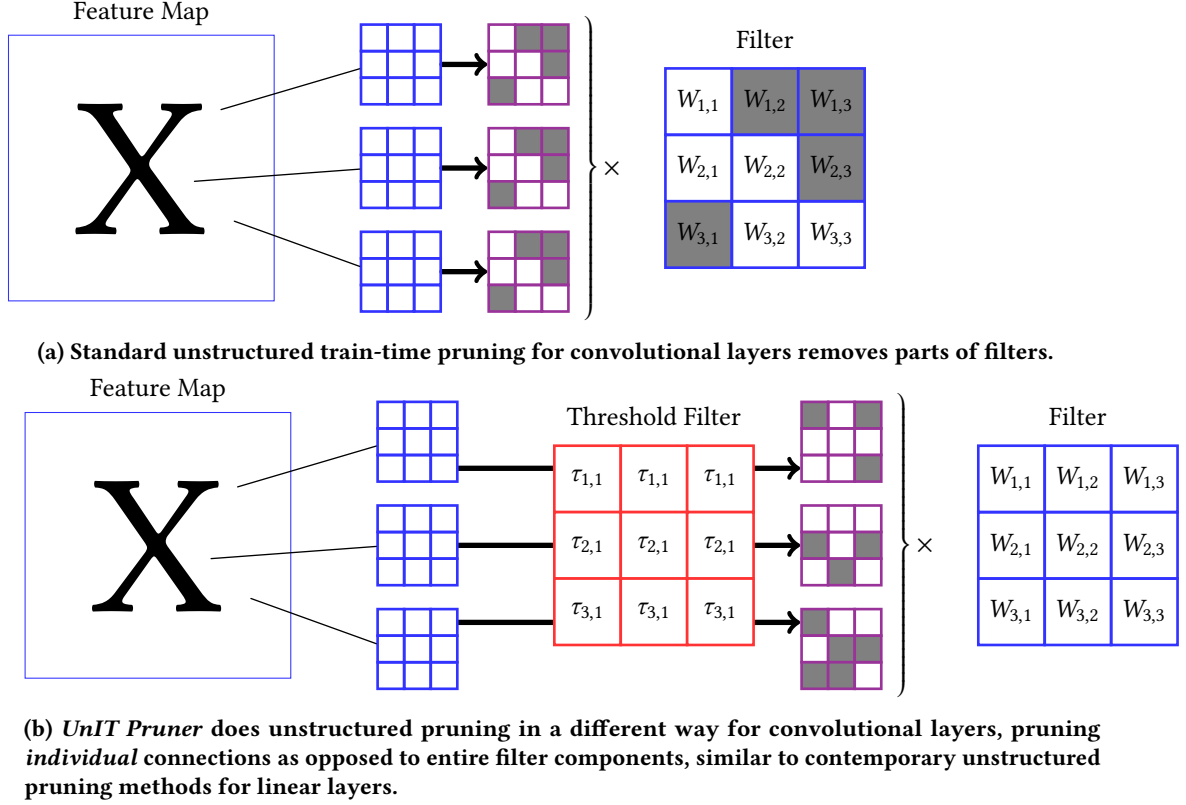 Feature Map
Filter
X
×
W1,1 W1,2 W1,3
W2,1 W2,2 W2,3
W3,1 W3,2 W3,3
(a) Standard unstructured train-time pruning for convolutional layers removes parts of filters.
Feature Map
Threshold Filter
Filter
X
τ1,1 τ1,1 τ1,1
τ2,1 τ2,1 τ2,1
τ3,1 τ3,1 τ3,1
×
W1,1 W1,2 W1,3
W2,1 W2,2 W2,3
W3,1 W3,2 W3,3
(b) UnIT Pruner does unstructured pruning in a different way for convolutional layers, pruning
individual connections as opposed to entire filter components, similar to contemporary unstructured
pruning methods for linear layers.